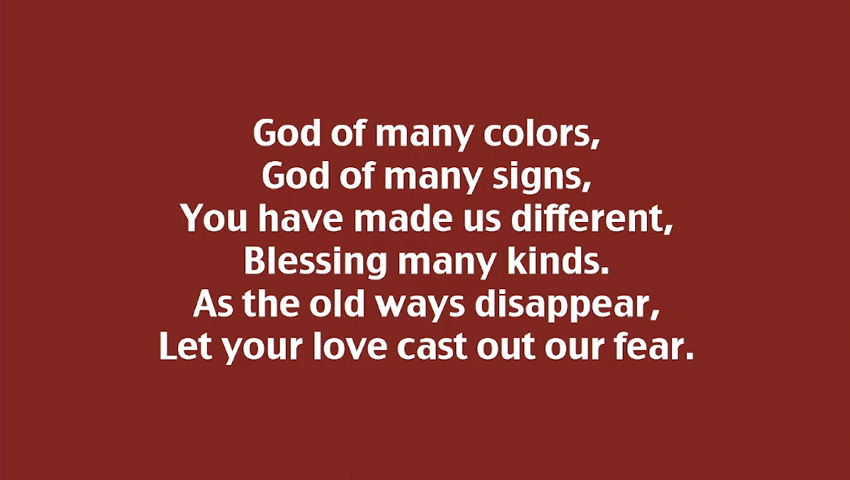 God of many colors,
God of many signs,
You have made us different,
Blessing many kinds.
As the old ways disappear,
Let your love cast out our fear.